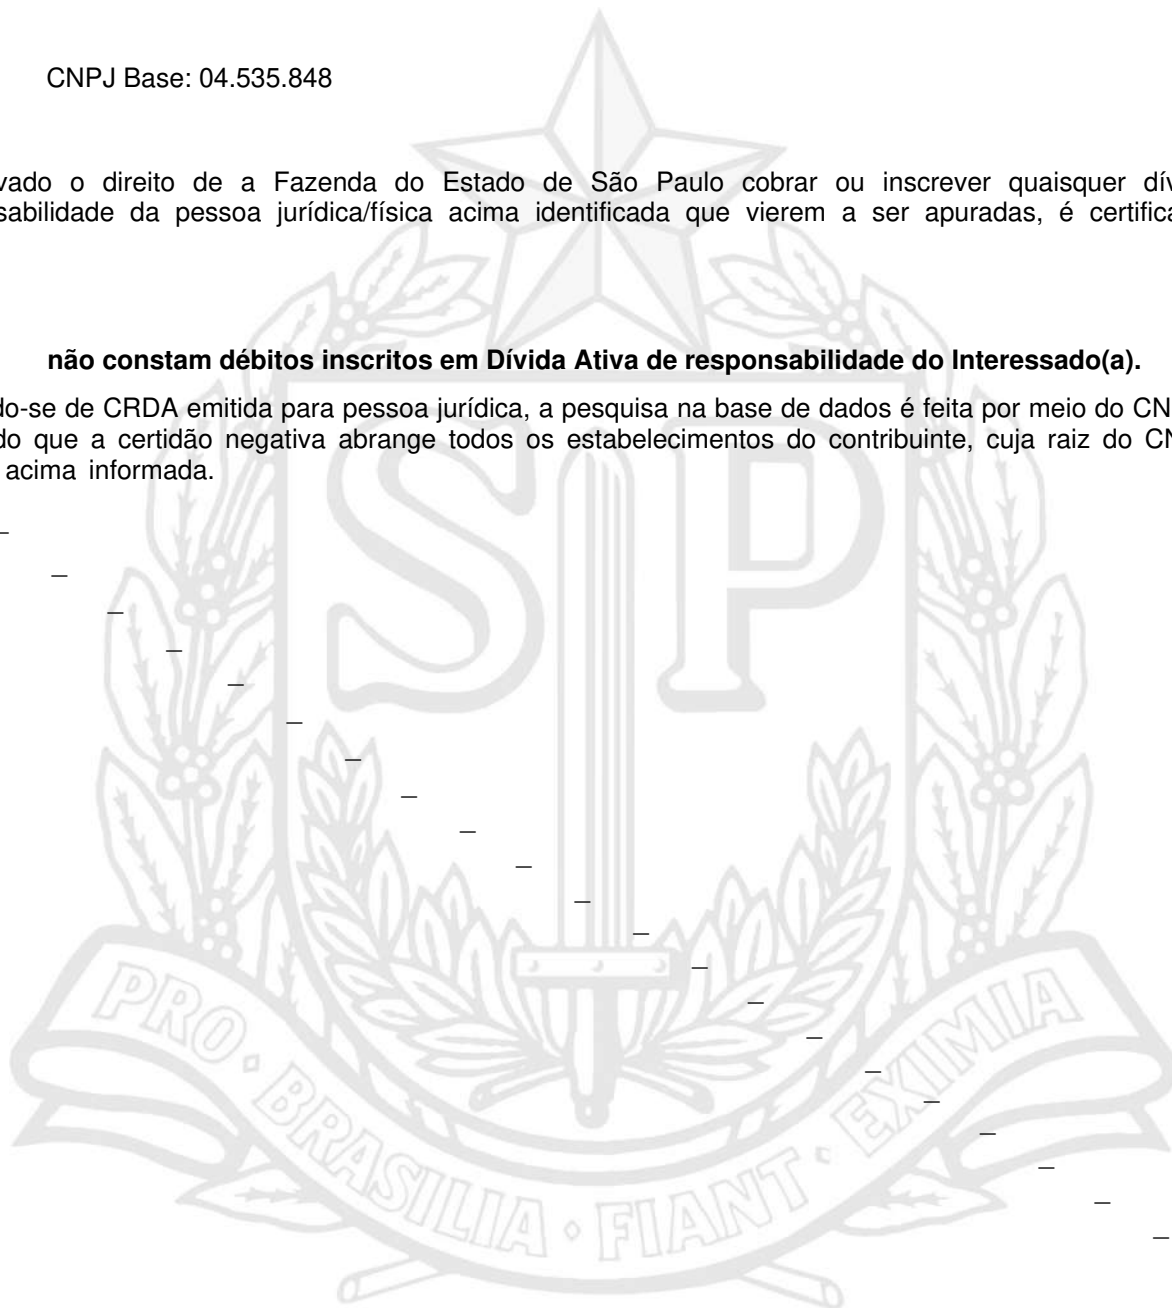 CNPJ Base: 04.535.848
vado o direito de a Fazenda do Estado de São Paulo cobrar ou inscrever quaisquer dív
sabilidade da pessoa jurídica/física acima identificada que vierem a ser apuradas, é certifica
não constam débitos inscritos em Dívida Ativa de responsabilidade do Interessado(a).
do-se de CRDA emitida para pessoa jurídica, a pesquisa na base de dados é feita por meio do CN
do que a certidão negativa abrange todos os estabelecimentos do contribuinte, cuja raiz do CN
acima informada.
SP
PRO • BRASILIA • FIANT • EXIMIA